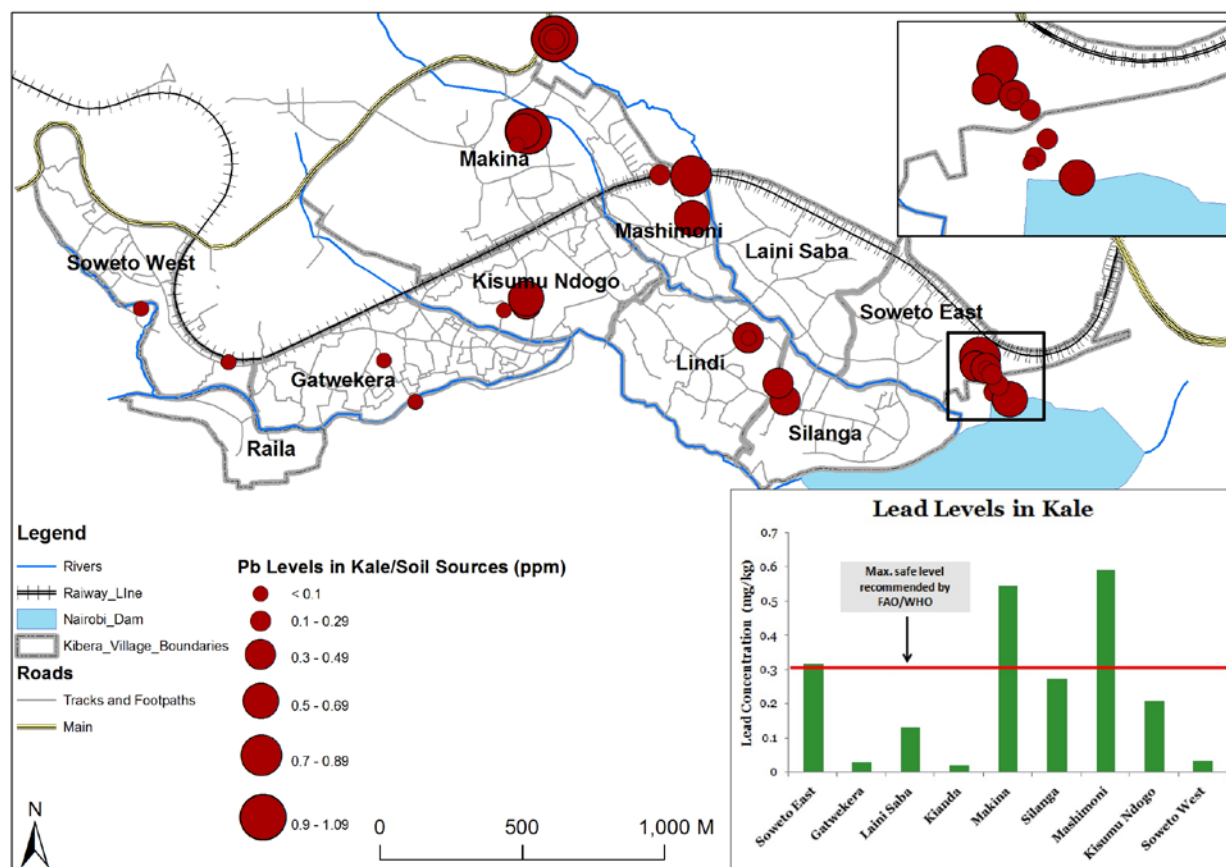 Makina
Mashimoni
Laini Saba
Soweto West
Kisumu Ndogo
Soweto East
Lindi
Gatwekera
Silanga
Raila
Legend
Rivers
Raiway_LIne
Nairobi_Dam
Kibera_Village_Boundaries
Roads
Tracks and Footpaths
Main
N
Pb Levels in Kale/Soil Sources (ppm)
< 0.1
0.1 - 0.29
0.3 - 0.49
0.5 - 0.69
0.7 - 0.89
0.9 - 1.09
0 500 1,000 M
Lead Levels in Kale
Lead Concentration (mg/kg)
0.7
0.6
0.5
0.4
0.3
0.2
0.1
0
Max. safe level
recommended by
FAO/WHO
Soweto East
Gatwekera
Laini Saba
Kianda
Makina
Silanga
Mashimoni
Kisumu Ndogo
Soweto West